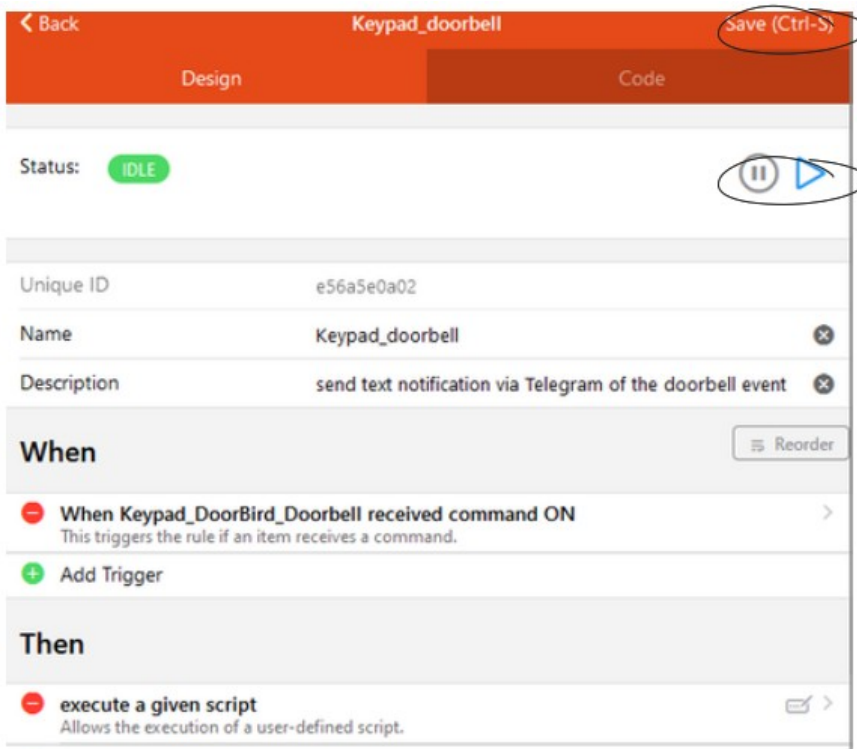 Back Keypad_doorbell Save (Ctrl-S)
Design Code
Status: IDLE
Unique ID e56a5e0a02
Name Keypad_doorbell
Description send text notification via Telegram of the doorbell event
When Reorder
When Keypad_DoorBird_Doorbell received command ON
This triggers the rule if an item receives a command.
Add Trigger
Then
execute a given script
Allows the execution of a user-defined script.